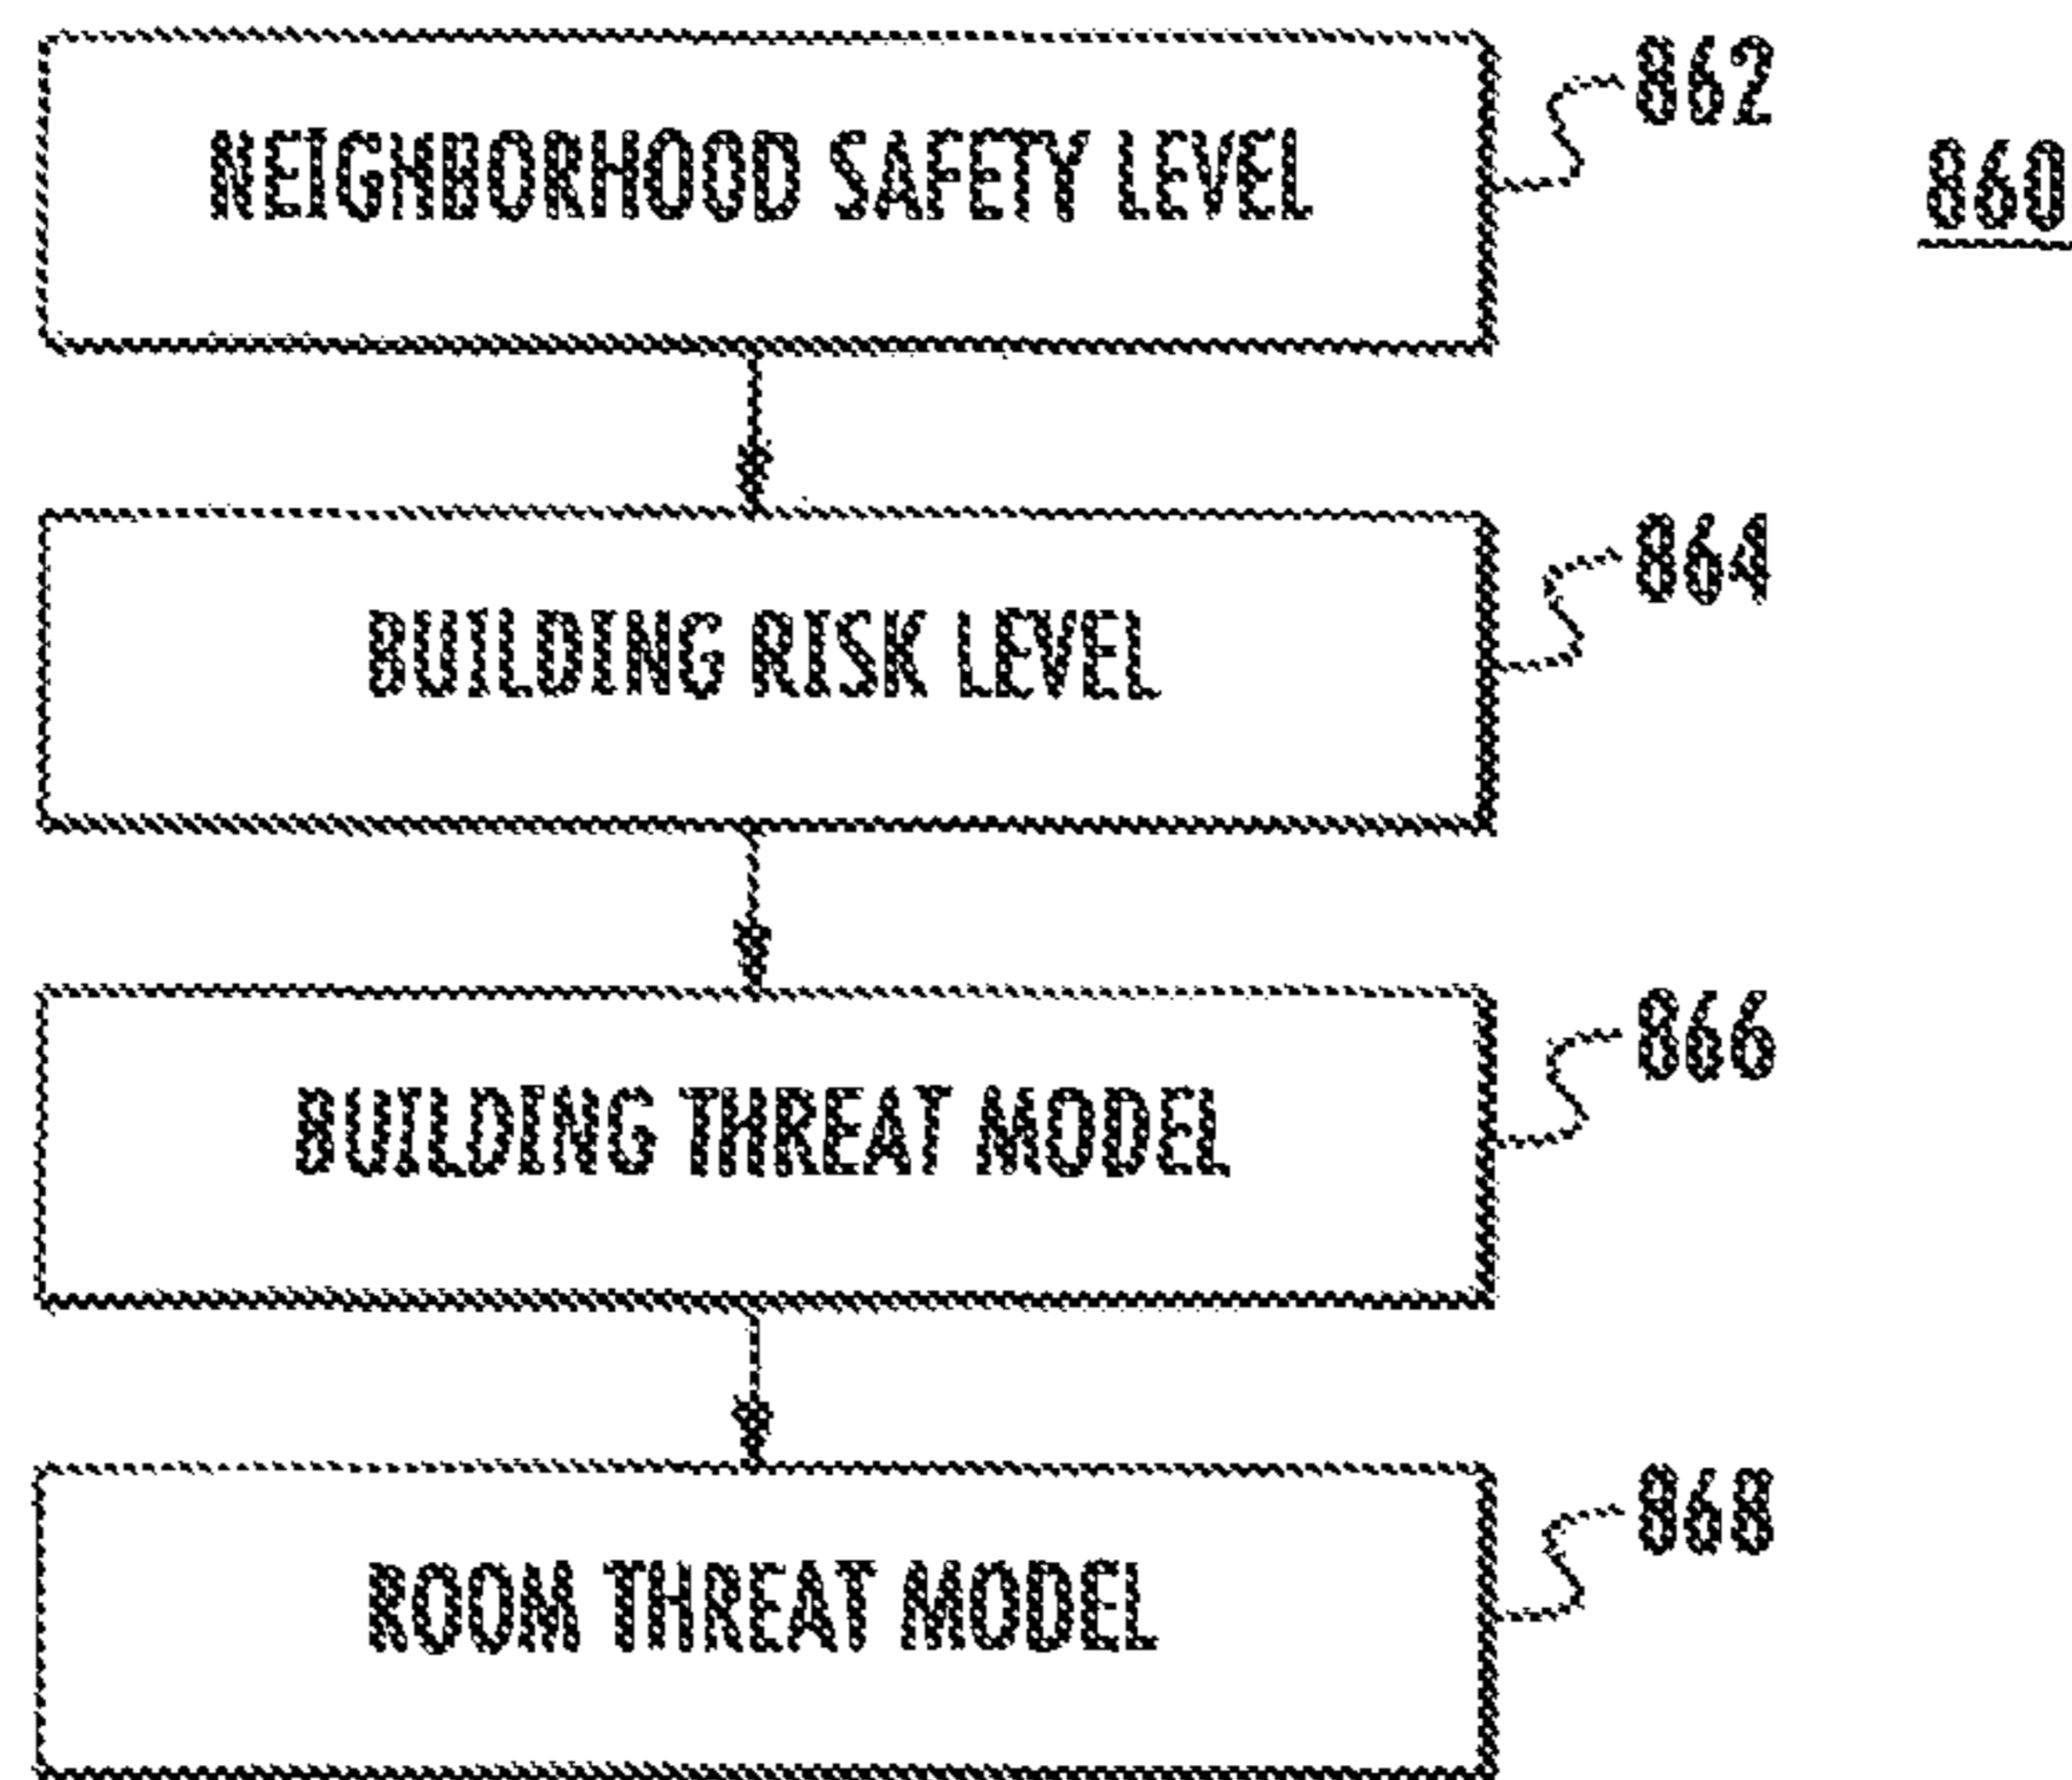 NEIGHBORHOOD SAFETY LEVEL
862
860
BUILDING RISK LEVEL
864
BUILDING THREAT MODEL
866
ROOM THREAT MODEL
868